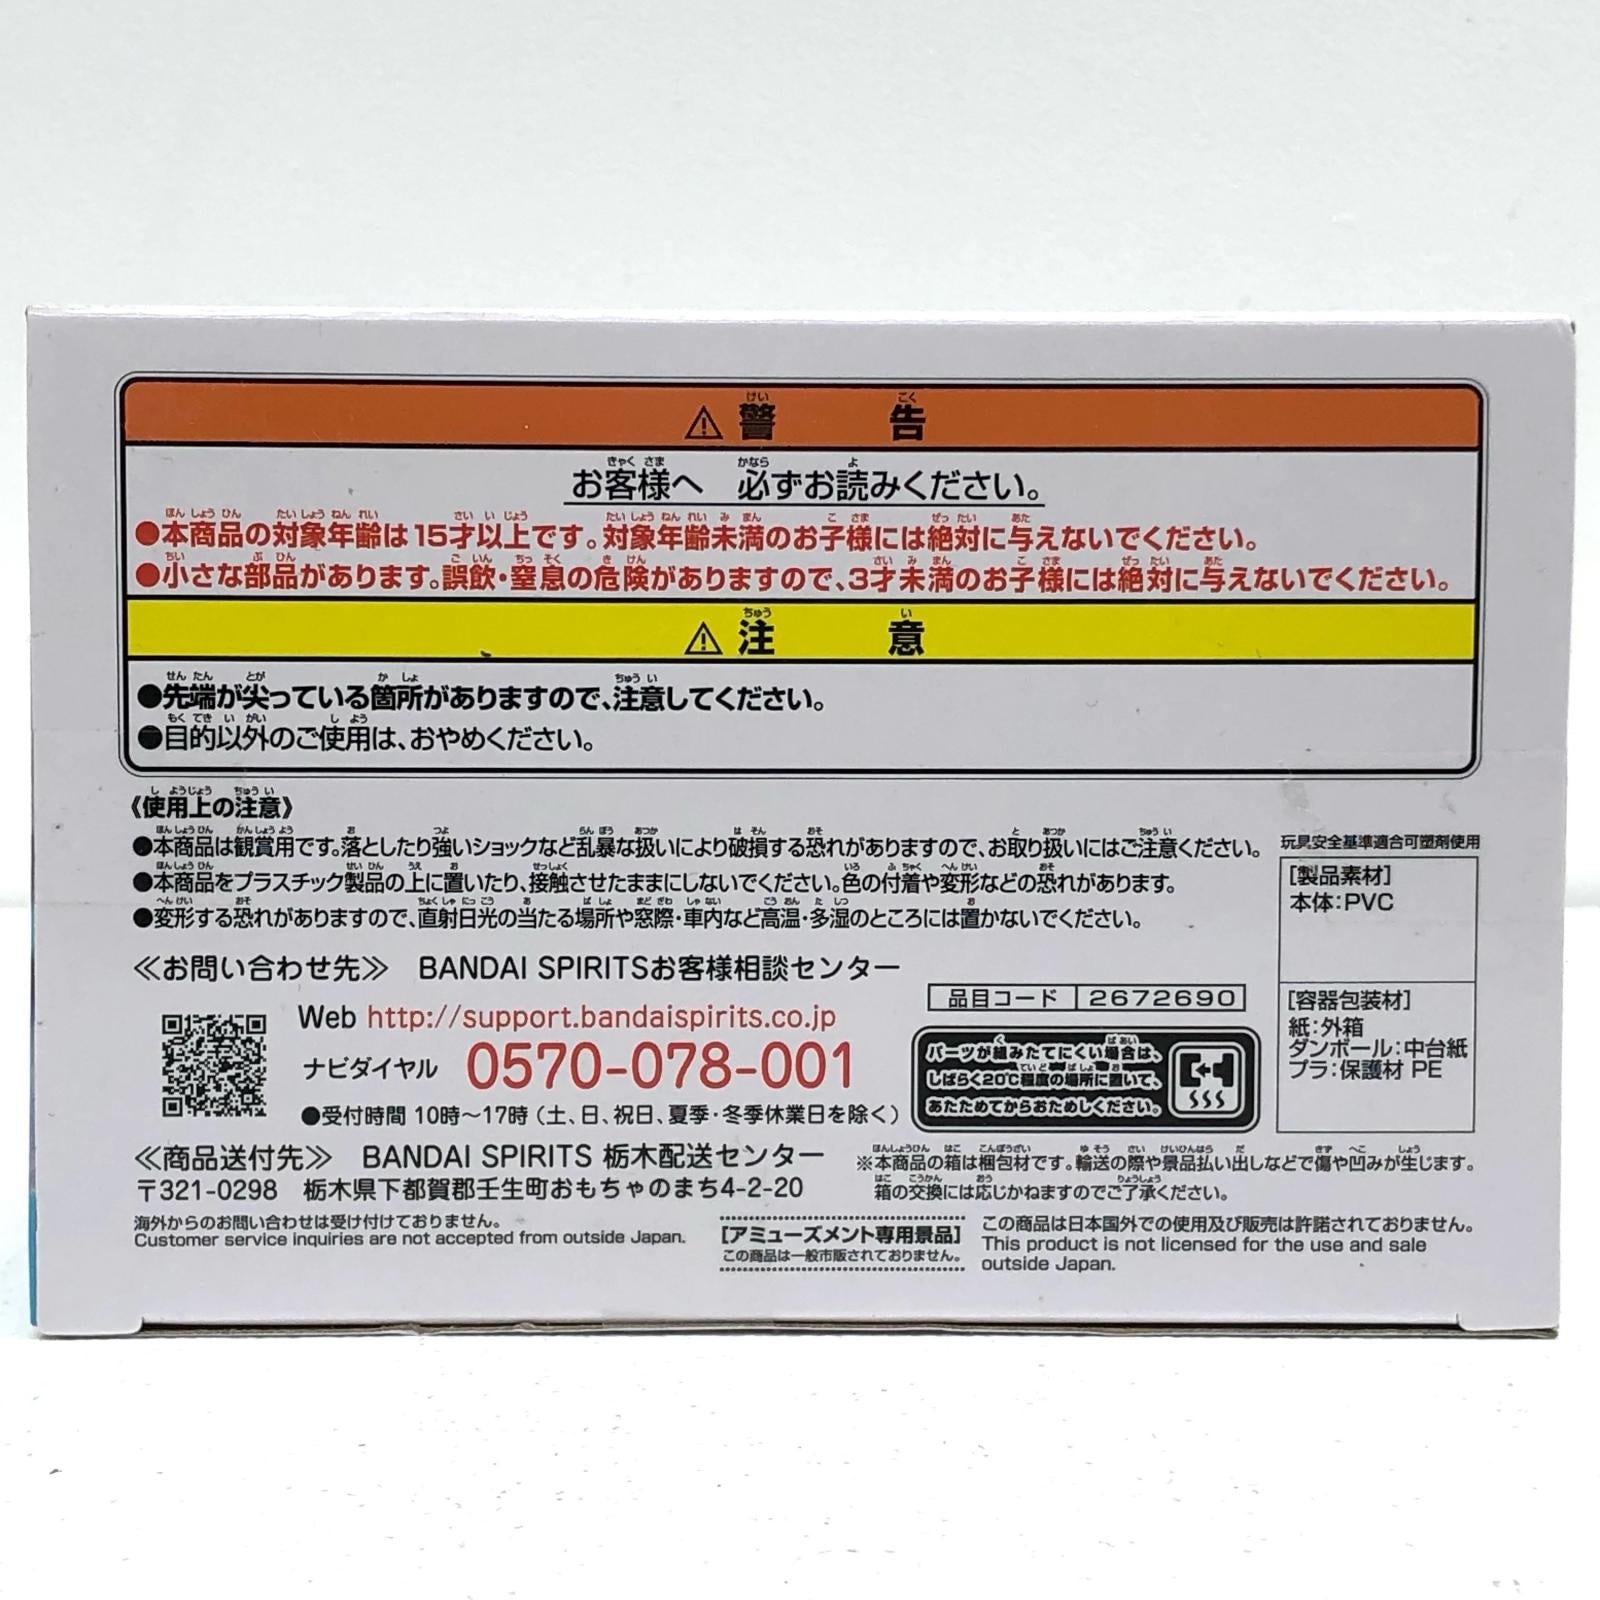 ⚠警告
お客様へ 必ずお読みください。
●本商品の対象年齢は15才以上です。対象年齢未満のお子様には絶対に与えないでください。
●小さな部品があります。誤飲・窒息の危険がありますので、3才未満のお子様には絶対に与えないでください。
⚠注意
●先端が尖っている箇所がありますので、注意してください。
●目的以外のご使用は、おやめください。
《使用上の注意》
●本商品は観賞用です。落としたり強いショックなど乱暴な扱いにより破損する恐れがありますので、お取り扱いにはご注意ください。
●本商品をプラスチック製品の上に置いたり、接触させたままにしないでください。色の付着や変形などの恐れがあります。
●変形する恐れがありますので、直射日光の当たる場所や窓際・車内など高温・多湿のところには置かないでください。
玩具安全基準適合可塑剤使用
[製品素材]
本体:PVC
[容器包装材]
紙:外箱
ダンボール:中台紙
プラ:保護材 PE
≪お問い合わせ先≫ BANDAI SPIRITSお客様相談センター
Web http://support.bandaispirits.co.jp
ナビダイヤル 0570-078-001
●受付時間 10時〜17時(土、日、祝日、夏季・冬季休業日を除く)
品目コード 2672690
パーツが組みたてにくい場合は、
しばらく20℃程度の場所に置いて、
あたためてからおためしください。
≪商品送付先≫ BANDAI SPIRITS 栃木配送センター
〒321-0298 栃木県下都賀郡壬生町おもちゃのまち4-2-20
※本商品の箱は梱包材です。輸送の際や景品払い出しなどで傷や凹みが生じます。
箱の交換には応じかねますのでご了承ください。
海外からのお問い合わせは受け付けておりません。
Customer service inquiries are not accepted from outside Japan.
[アミューズメント専用景品]
この商品は一般市販されておりません。
この商品は日本国外での使用及び販売は許諾されておりません。
This product is not licensed for the use and sale
outside Japan.